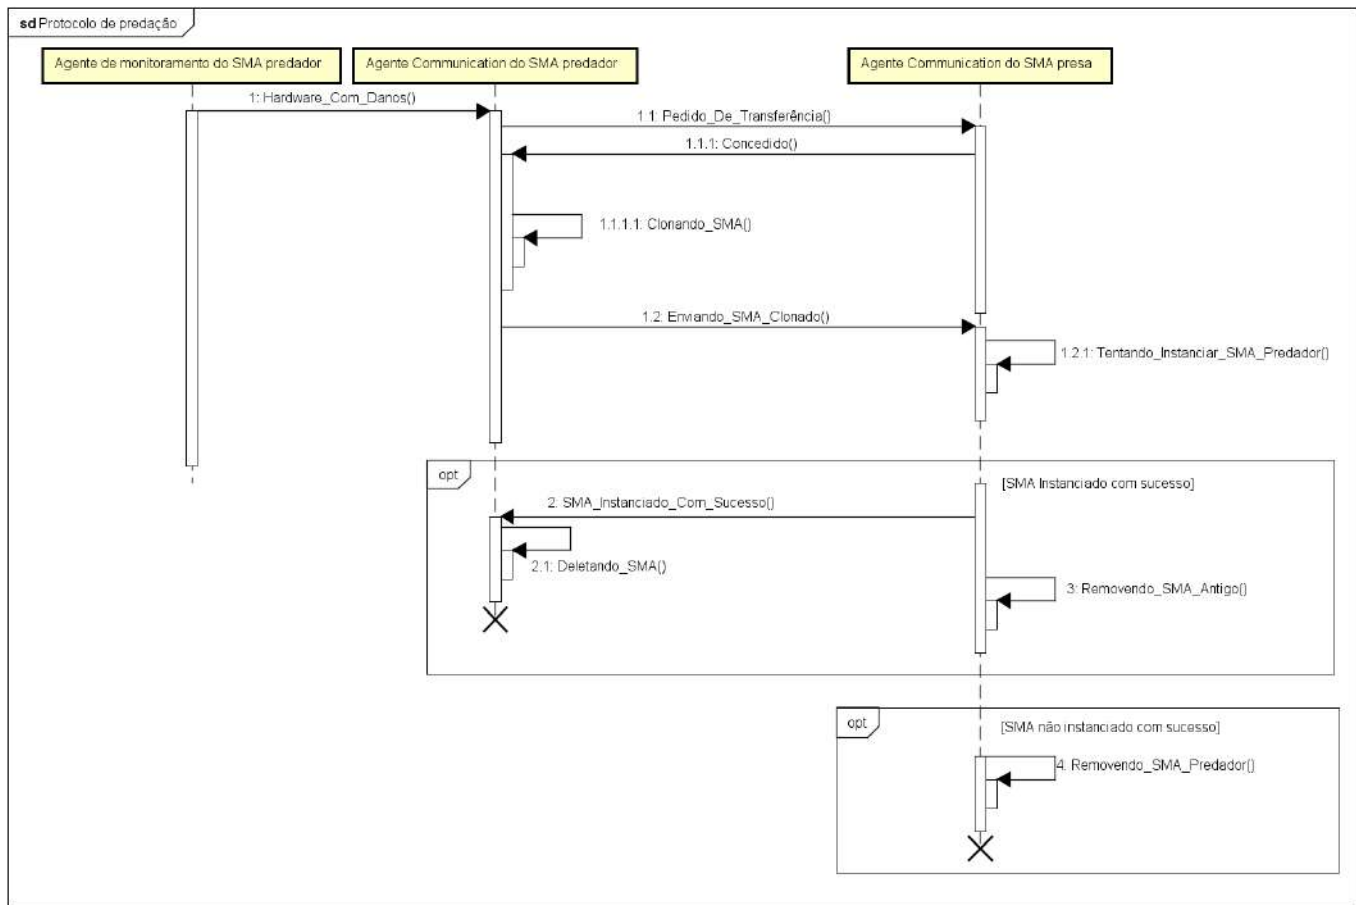 sd Protocolo de predação
Agente de monitoramento do SMA predador
Agente Communication do SMA predador
Agente Communication do SMA presa
1: Hardware_Com_Danos()
1.1: Pedido_De_Transferência()
1.1.1: Concedido()
1.1.1.1: Clonando_SMA()
1.2: Enviando_SMA_Clonado()
1.2.1: Tentando_Instanciar_SMA_Predador()
opt
[SMA Instanciado com sucesso]
2: SMA_Instanciado_Com_Sucesso()
2.1: Deletando_SMA()
3: Removendo_SMA_Antigo()
opt
[SMA não instanciado com sucesso]
4: Removendo_SMA_Predador()